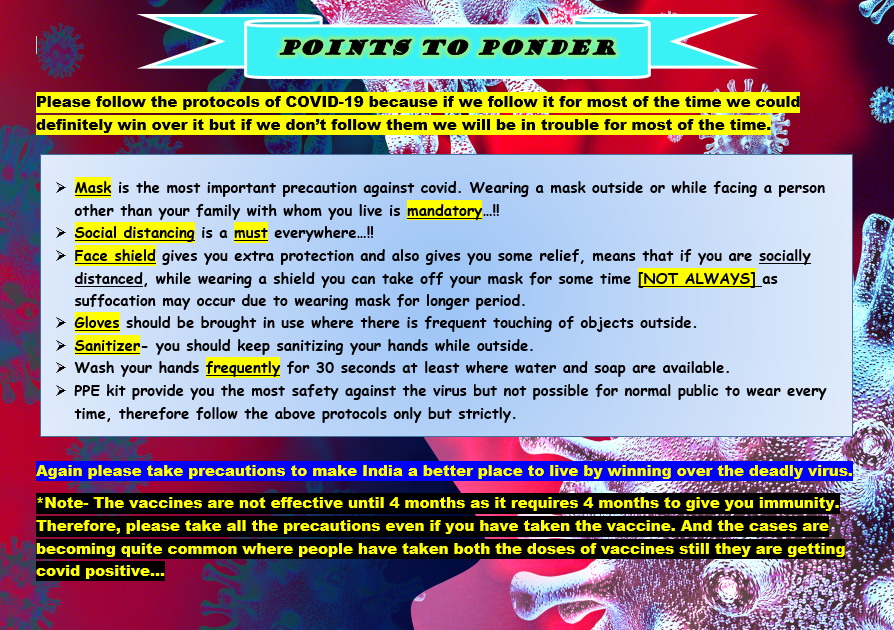 POINTS TO PONDER
Please follow the protocols of COVID-19 because if we follow it for most of the time we could
definitely win over it but if we don't follow them we will be in trouble for most of the time.
➢ Mask is the most important precaution against covid. Wearing a mask outside or while facing a person
other than your family with whom you live is mandatory…!!
➢ Social distancing is a must everywhere…!!
➢ Face shield gives you extra protection and also gives you some relief, means that if you are socially
distanced, while wearing a shield you can take off your mask for some time [NOT ALWAYS] as
suffocation may occur due to wearing mask for longer period.
➢ Gloves should be brought in use where there is frequent touching of objects outside.
➢ Sanitizer- you should keep sanitizing your hands while outside.
➢ Wash your hands frequently for 30 seconds at least where water and soap are available.
➢ PPE kit provide you the most safety against the virus but not possible for normal public to wear every
time, therefore follow the above protocols only but strictly.
Again please take precautions to make India a better place to live by winning over the deadly virus.
*Note- The vaccines are not effective until 4 months as it requires 4 months to give you immunity.
Therefore, please take all the precautions even if you have taken the vaccine. And the cases are
becoming quite common where people have taken both the doses of vaccines still they are getting
covid positive…